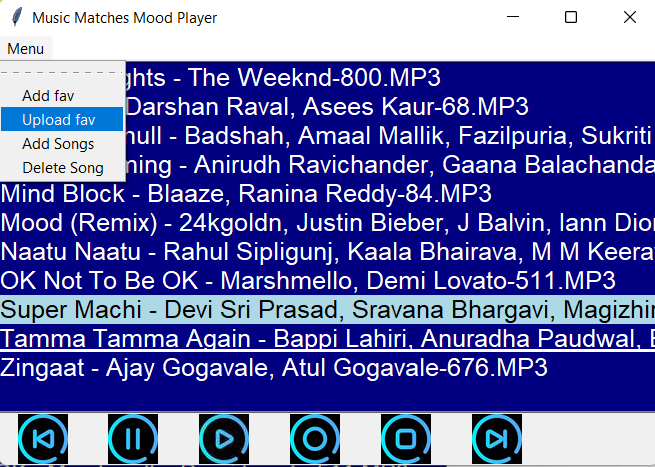 Music Matches Mood Player
Menu
Add fav
Upload fav
Add Songs
Delete Song
ghts - The Weeknd-800.MP3
Darshan Raval, Asees Kaur-68.MP3
hull - Badshah, Amaal Mallik, Fazilpuria, Sukriti
ming - Anirudh Ravichander, Gaana Balachanda
Mind Block - Blaaze, Ranina Reddy-84.MP3
Mood (Remix) - 24kgoldn, Justin Bieber, J Balvin, Iann Dior
Naatu Naatu - Rahul Sipligunj, Kaala Bhairava, M M Keerav
OK Not To Be OK - Marshmello, Demi Lovato-511.MP3
Super Machi - Devi Sri Prasad, Sravana Bhargavi, Magizhin
Tamma Tamma Again - Bappi Lahiri, Anuradha Paudwal, B
Zingaat - Ajay Gogavale, Atul Gogavale-676.MP3